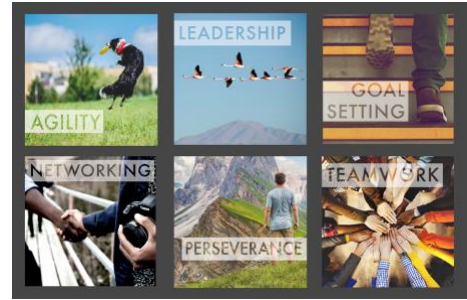 AGILITY
LEADERSHIP
GOAL
SETTING
NETWORKING
PERSEVERANCE
TEAMWORK